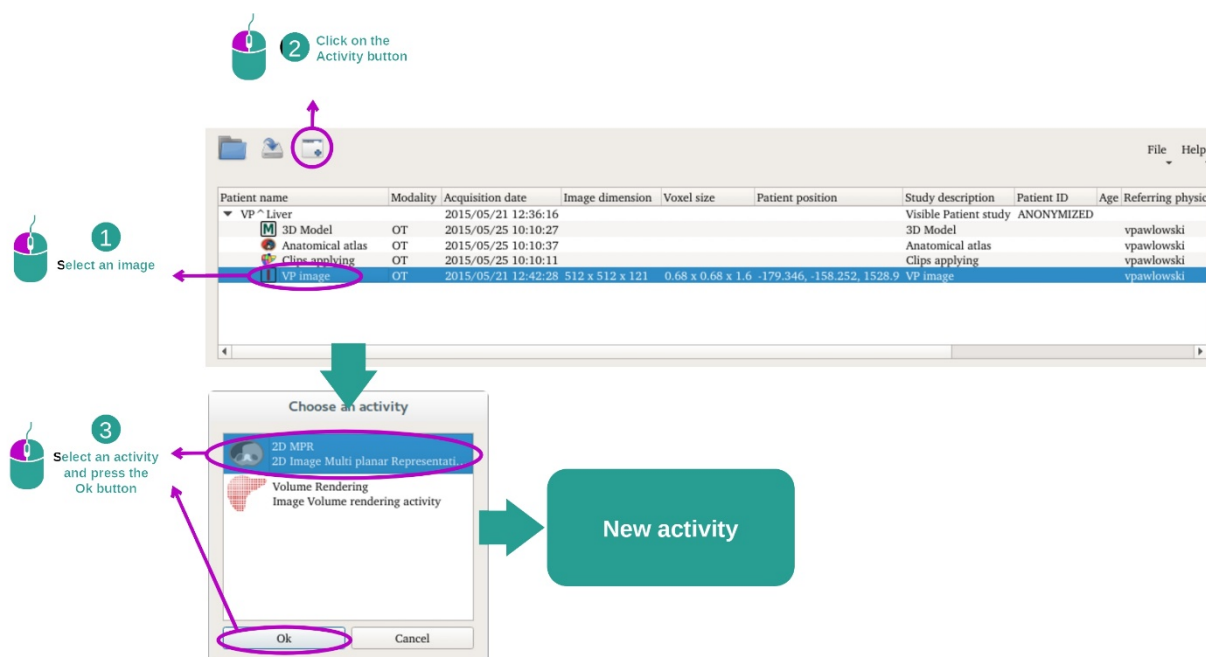 2 Click on the
Activity button
File Help
Patient name Modality Acquisition date Image dimension Voxel size Patient position Study description Patient ID Age Referring physic
VP^Liver 2015/05/21 12:36:16 Visible Patient study ANONYMIZED
M 3D Model OT 2015/05/25 10:10:27 3D Model vpawlowski
Anatomical atlas OT 2015/05/25 10:10:37 Anatomical atlas vpawlowski
Clips applying OT 2015/05/25 10:10:11 Clips applying vpawlowski
I VP image OT 2015/05/21 12:42:28 512 x 512 x 121 0.68 x 0.68 x 1.6 -179.346, -158.252, 1528.9 VP image vpawlowski
1
Select an image
Choose an activity
2D MPR
2D Image Multi planar Representati...
Volume Rendering
Image Volume rendering activity
Ok Cancel
3
Select an activity
and press the
Ok button
New activity